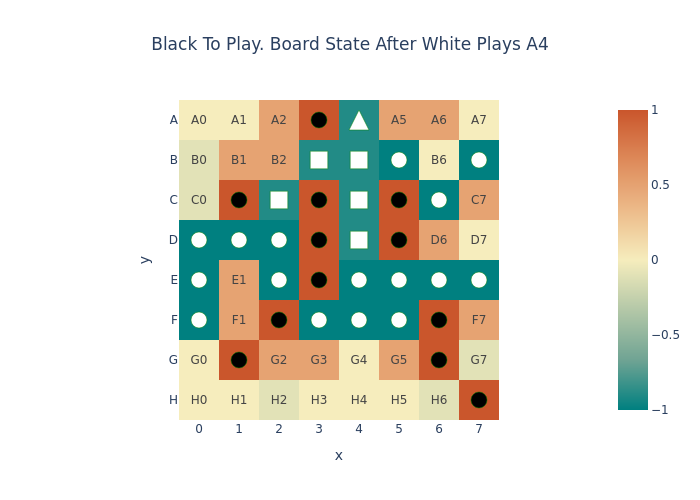 Black To Play. Board State After White Plays A4
A A0 A1 A2 A5 A6 A7
B B0 B1 B2 B6
C C0 C7
D D6 D7
E E1
F F1 F7
G G0 G2 G3 G4 G5 G7
H H0 H1 H2 H3 H4 H5 H6
0 1 2 3 4 5 6 7
x
y
1
0.5
0
−0.5
−1